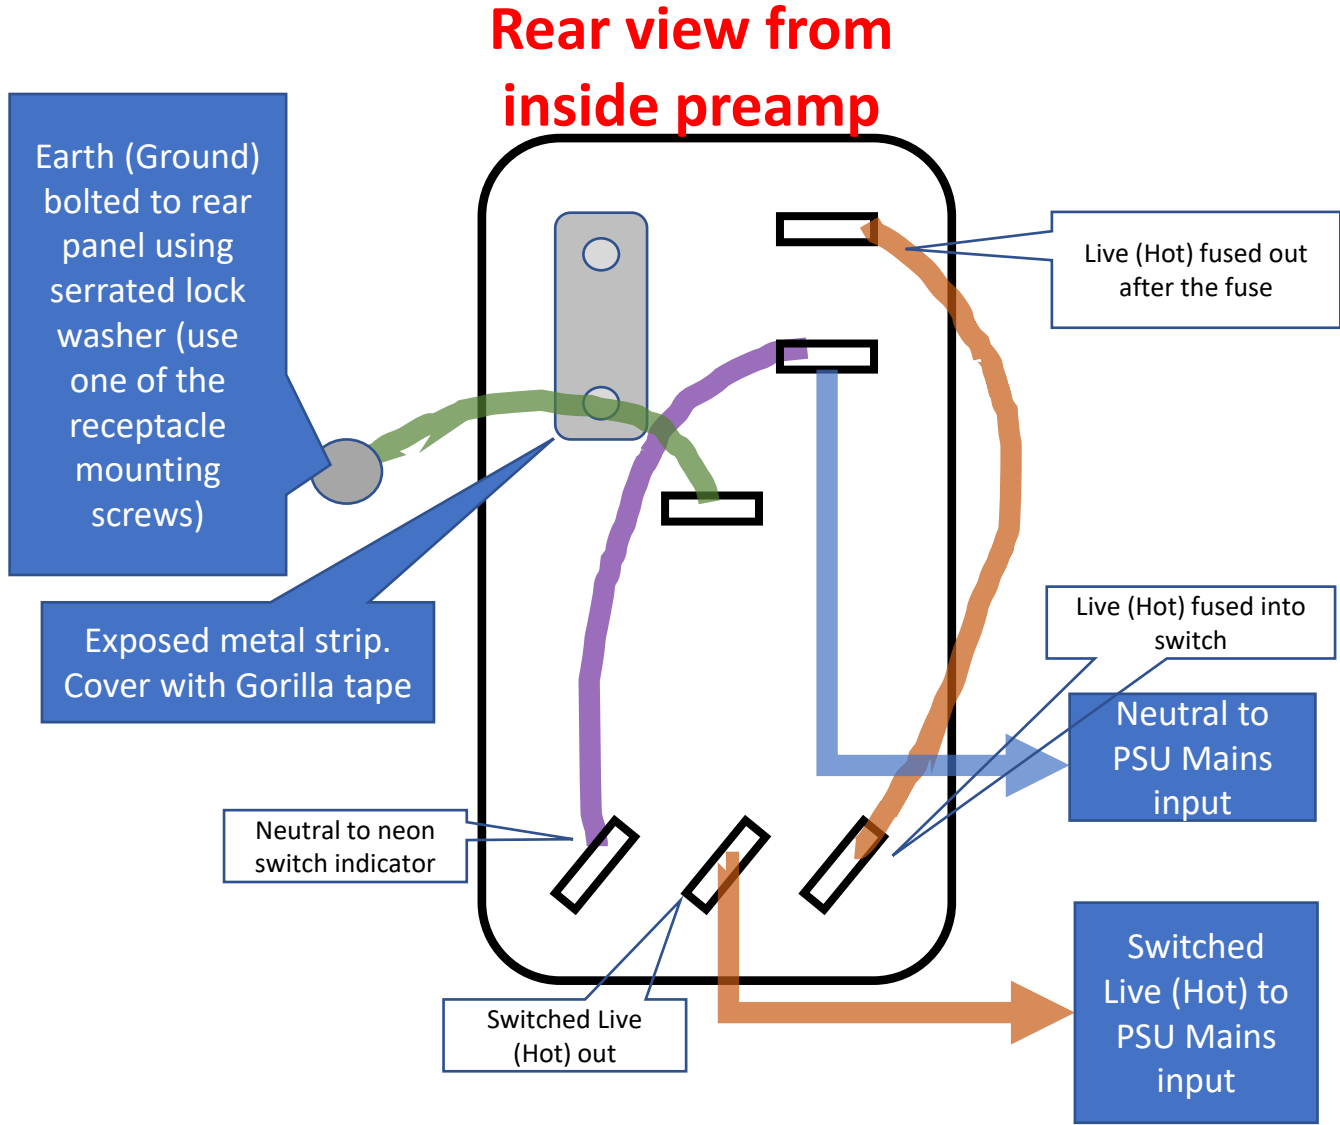 Rear view from
inside preamp
Earth (Ground)
bolted to rear
panel using
serrated lock
washer (use
one of the
receptacle
mounting
screws)
Live (Hot) fused out
after the fuse
Exposed metal strip.
Cover with Gorilla tape
Live (Hot) fused into
switch
Neutral to
PSU Mains
input
Neutral to neon
switch indicator
Switched Live
(Hot) out
Switched
Live (Hot) to
PSU Mains
input